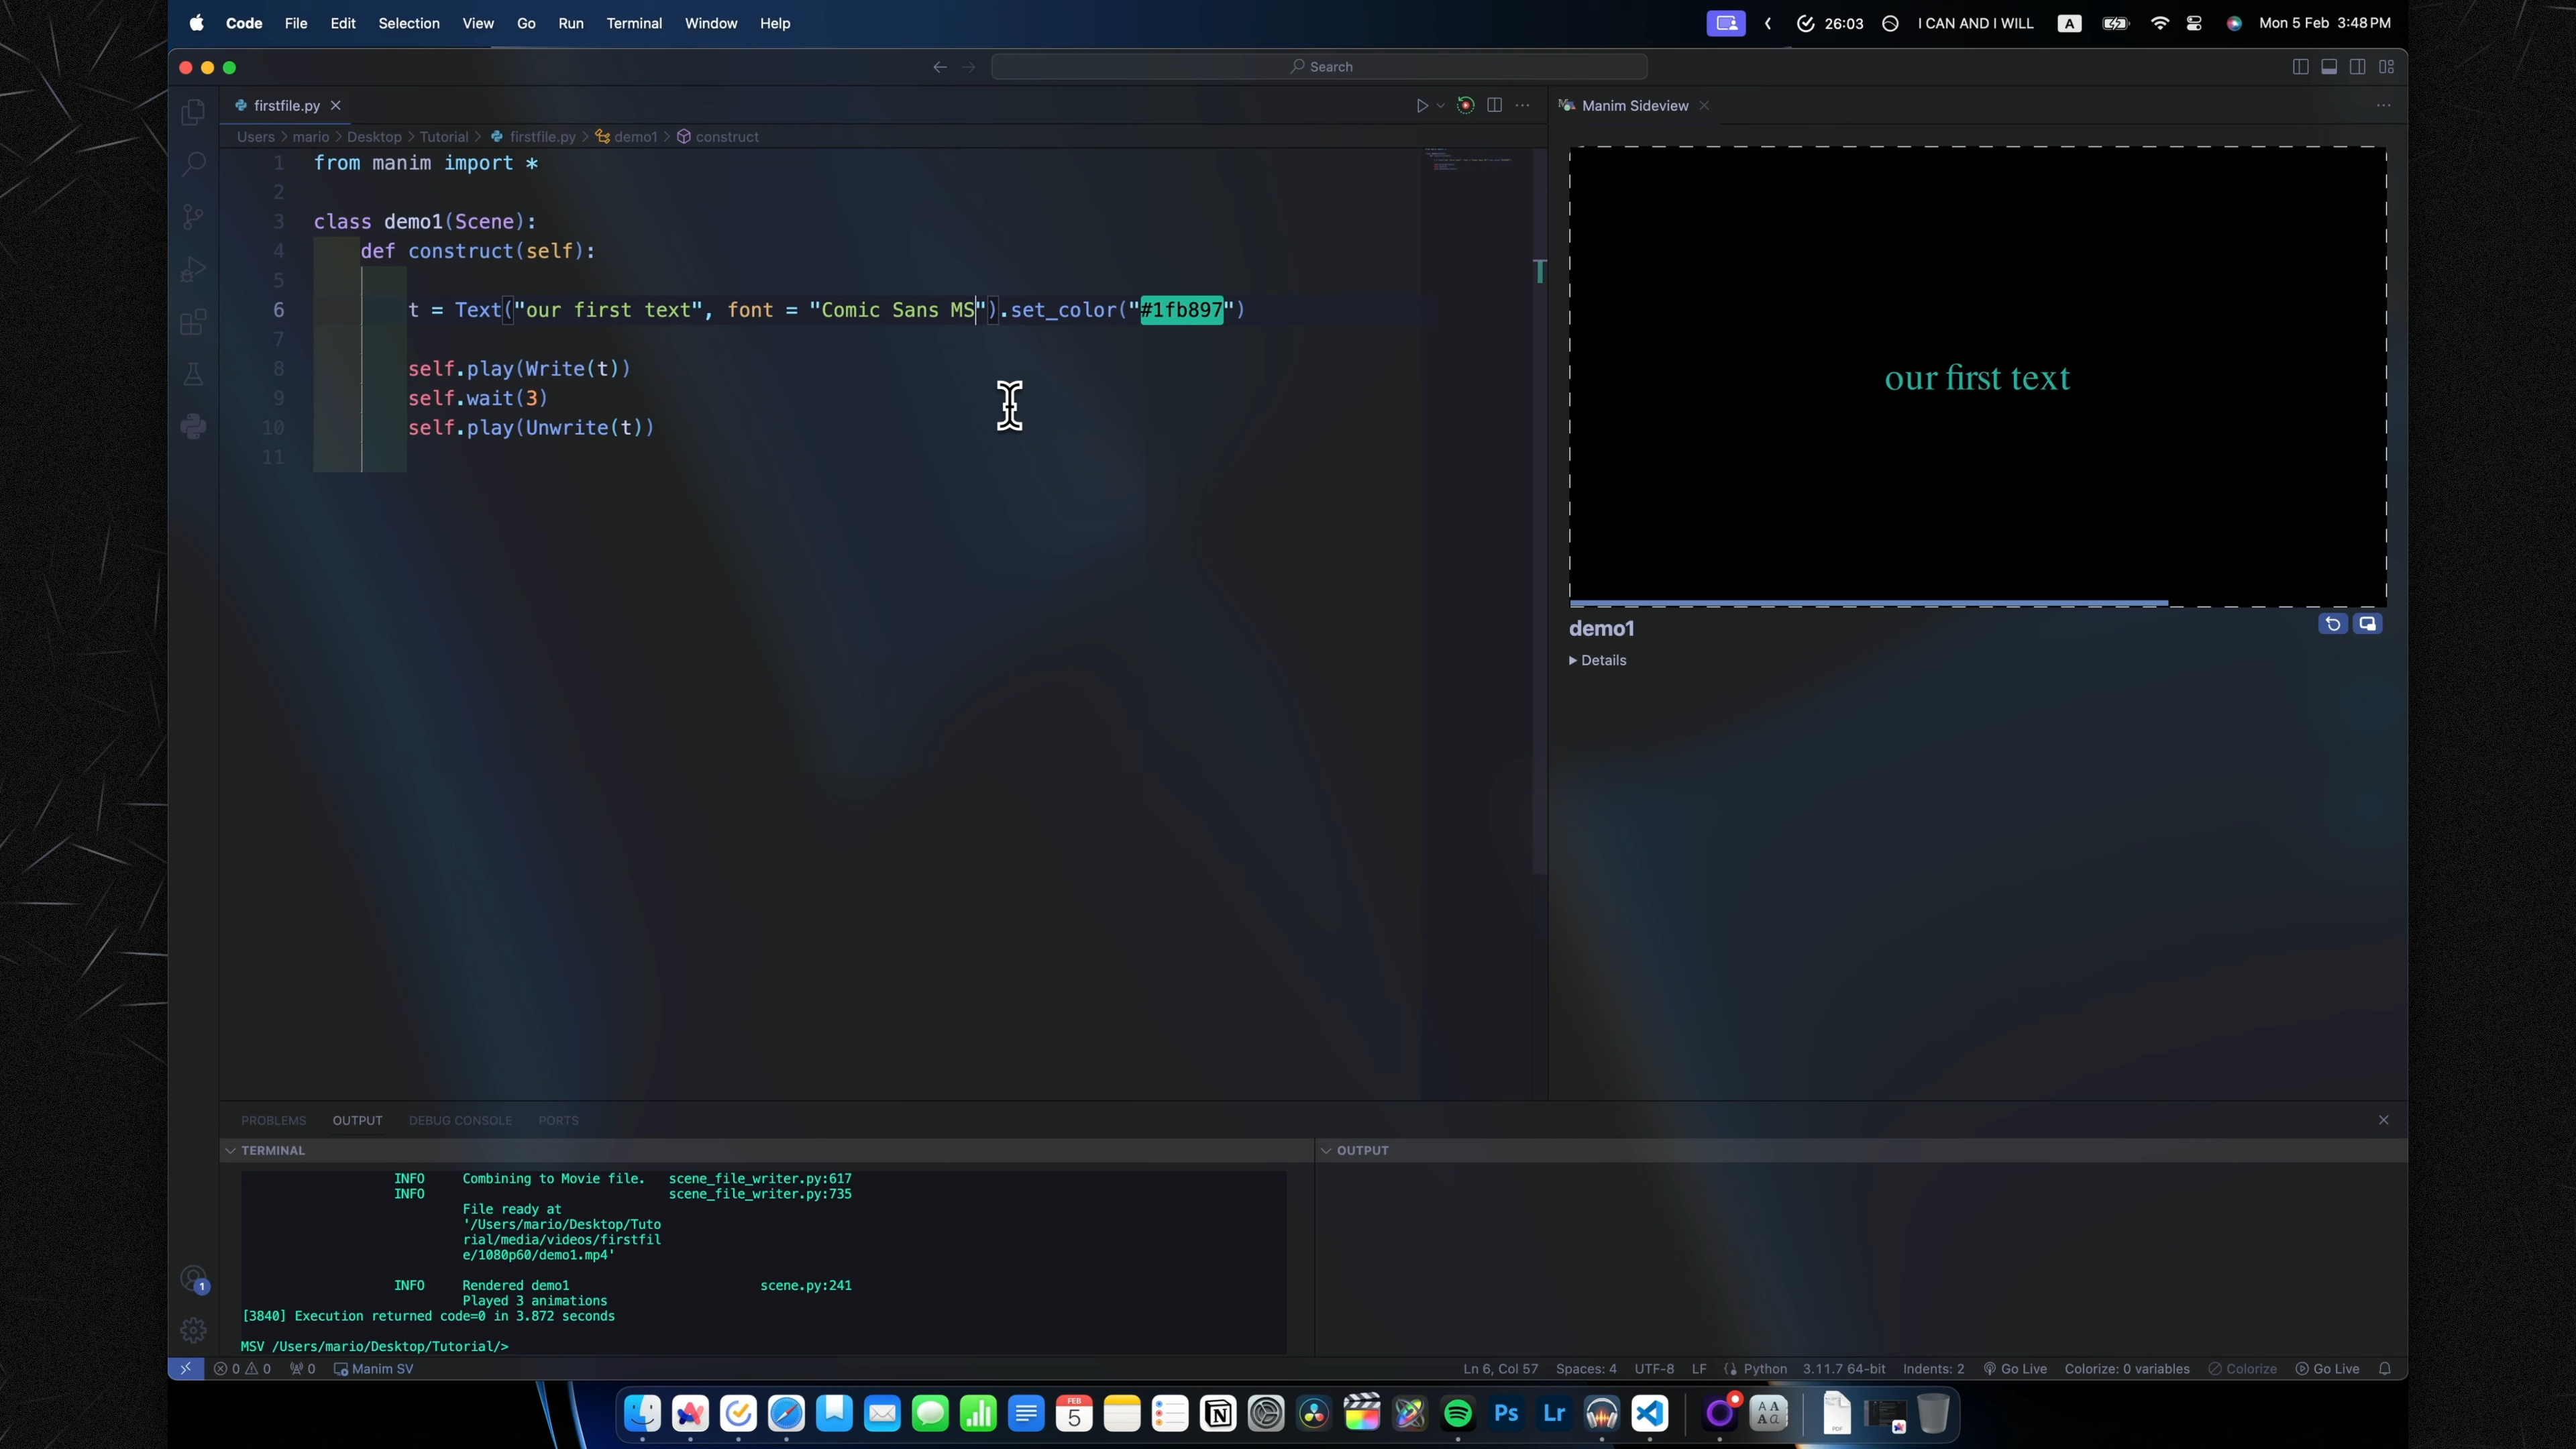 Code File Edit Selection View Go Run Terminal Window Help
26:03 I CAN AND I WILL A Mon 5 Feb 3:48 PM
Search
firstfile.py
Users > mario > Desktop > Tutorial > firstfile.py > demo1 > construct
1 from manim import *
2
3 class demo1(Scene):
4 def construct(self):
5
6 t = Text("our first text", font = "Comic Sans MS").set_color("#1fb897")
7
8 self.play(Write(t))
9 self.wait(3)
10 self.play(Unwrite(t))
11
Manim Sideview
our first text
demo1
Details
PROBLEMS OUTPUT DEBUG CONSOLE PORTS
TERMINAL
INFO Combining to Movie file. scene_file_writer.py:617
INFO scene_file_writer.py:735
File ready at
'/Users/mario/Desktop/Tuto
rial/media/videos/firstfil
e/1080p60/demo1.mp4'
INFO Rendered demo1 scene.py:241
Played 3 animations
[3840] Execution returned code=0 in 3.872 seconds
MSV /Users/mario/Desktop/Tutorial/>
OUTPUT
1
0 0 0 Manim SV
Ln 6, Col 57 Spaces: 4 UTF-8 LF Python 3.11.7 64-bit Indents: 2 Go Live Colorize: 0 variables Colorize Go Live
FEB
5
Ps Lr
A A
A a
PDF